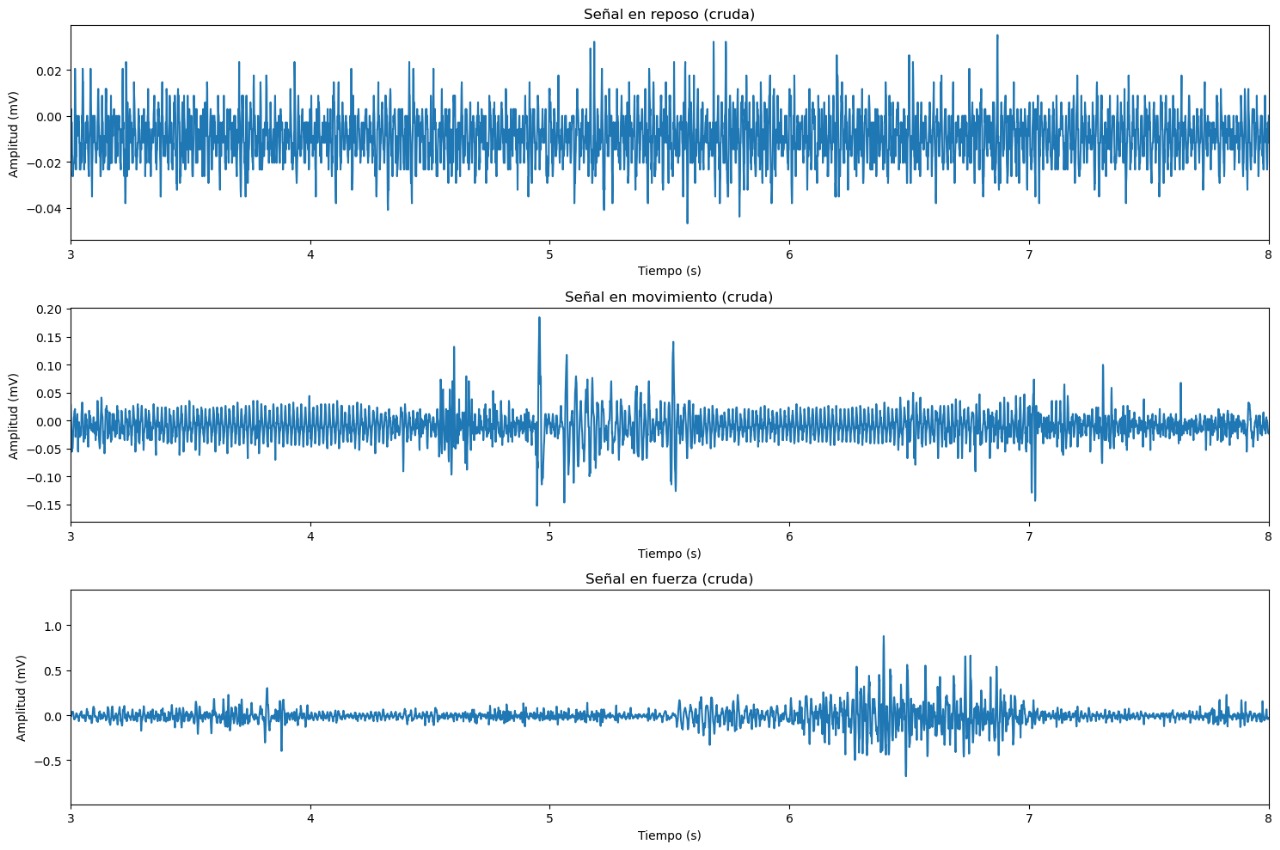 Señal en reposo (cruda)
0.02
0.00
−0.02
−0.04
Amplitud (mV)
3 4 5 6 7 8
Tiempo (s)
Señal en movimiento (cruda)
0.20
0.15
0.10
0.05
0.00
−0.05
−0.10
−0.15
Amplitud (mV)
3 4 5 6 7 8
Tiempo (s)
Señal en fuerza (cruda)
1.0
0.5
0.0
−0.5
Amplitud (mV)
3 4 5 6 7 8
Tiempo (s)